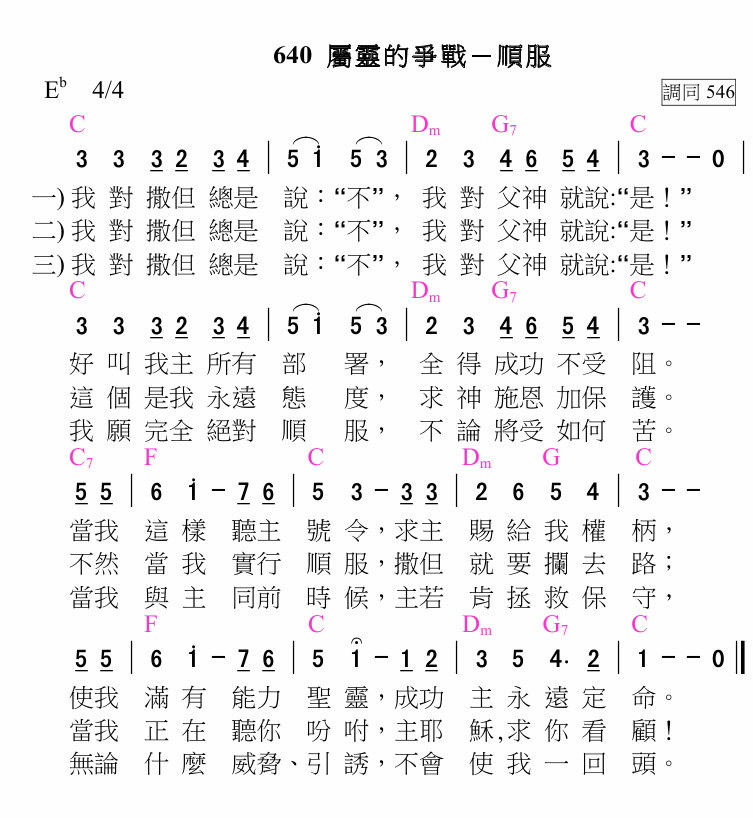 640 屬靈的爭戰－順服
E♭ 4/4 調同 546
C Dm G7 C
3 3 3 2 3 4 | 5 i 5 3 | 2 3 4 6 5 4 | 3 - - 0 |
一) 我 對 撒但 總是 說：“不”， 我 對 父神 就說:“是！”
二) 我 對 撒但 總是 說：“不”， 我 對 父神 就說:“是！”
三) 我 對 撒但 總是 說：“不”， 我 對 父神 就說:“是！”
C Dm G7 C
3 3 3 2 3 4 | 5 i 5 3 | 2 3 4 6 5 4 | 3 - -
好 叫 我主 所有 部 署， 全 得 成功 不受 阻。
這 個 是我 永遠 態 度， 求 神 施恩 加保 護。
我 願 完全 絕對 順 服， 不 論 將受 如何 苦。
C7 F C Dm G C
5 5 | 6 i - 7 6 | 5 3 - 3 3 | 2 6 5 4 | 3 - -
當我 這 樣 聽主 號 令，求主 賜 給 我 權 柄，
不然 當 我 實行 順 服，撒但 就 要 攔 去 路；
當我 與 主 同前 時 候，主若 肯 拯 救 保 守，
F C Dm G7 C
5 5 | 6 i - 7 6 | 5 i - 1 2 | 3 5 4. 2 | 1 - - 0 ‖
使我 滿 有 能力 聖 靈，成功 主 永 遠 定 命。
當我 正 在 聽你 吩 咐，主耶 穌,求 你 看 顧！
無論 什 麼 威脅、引 誘，不會 使 我 一 回 頭。